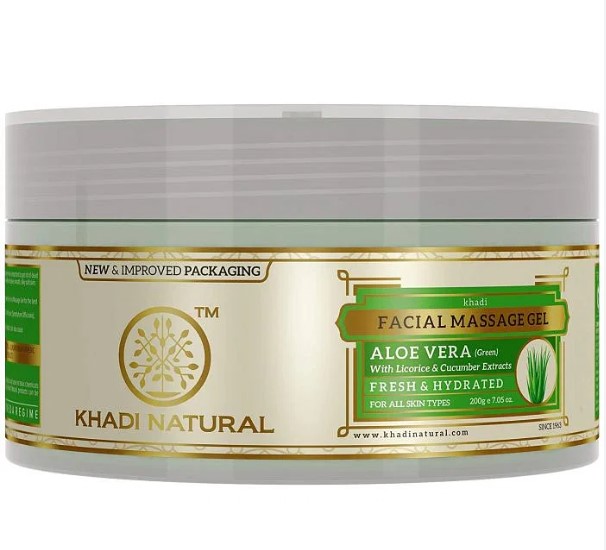 NEW & IMPROVED PACKAGING
TM
KHADI NATURAL
khadi
FACIAL MASSAGE GEL
ALOE VERA (Green)
With Licorice & Cucumber Extracts
FRESH & HYDRATED
FOR ALL SKIN TYPES 200g e 7.05 oz.
www.khadinatural.com
SINCE 1965